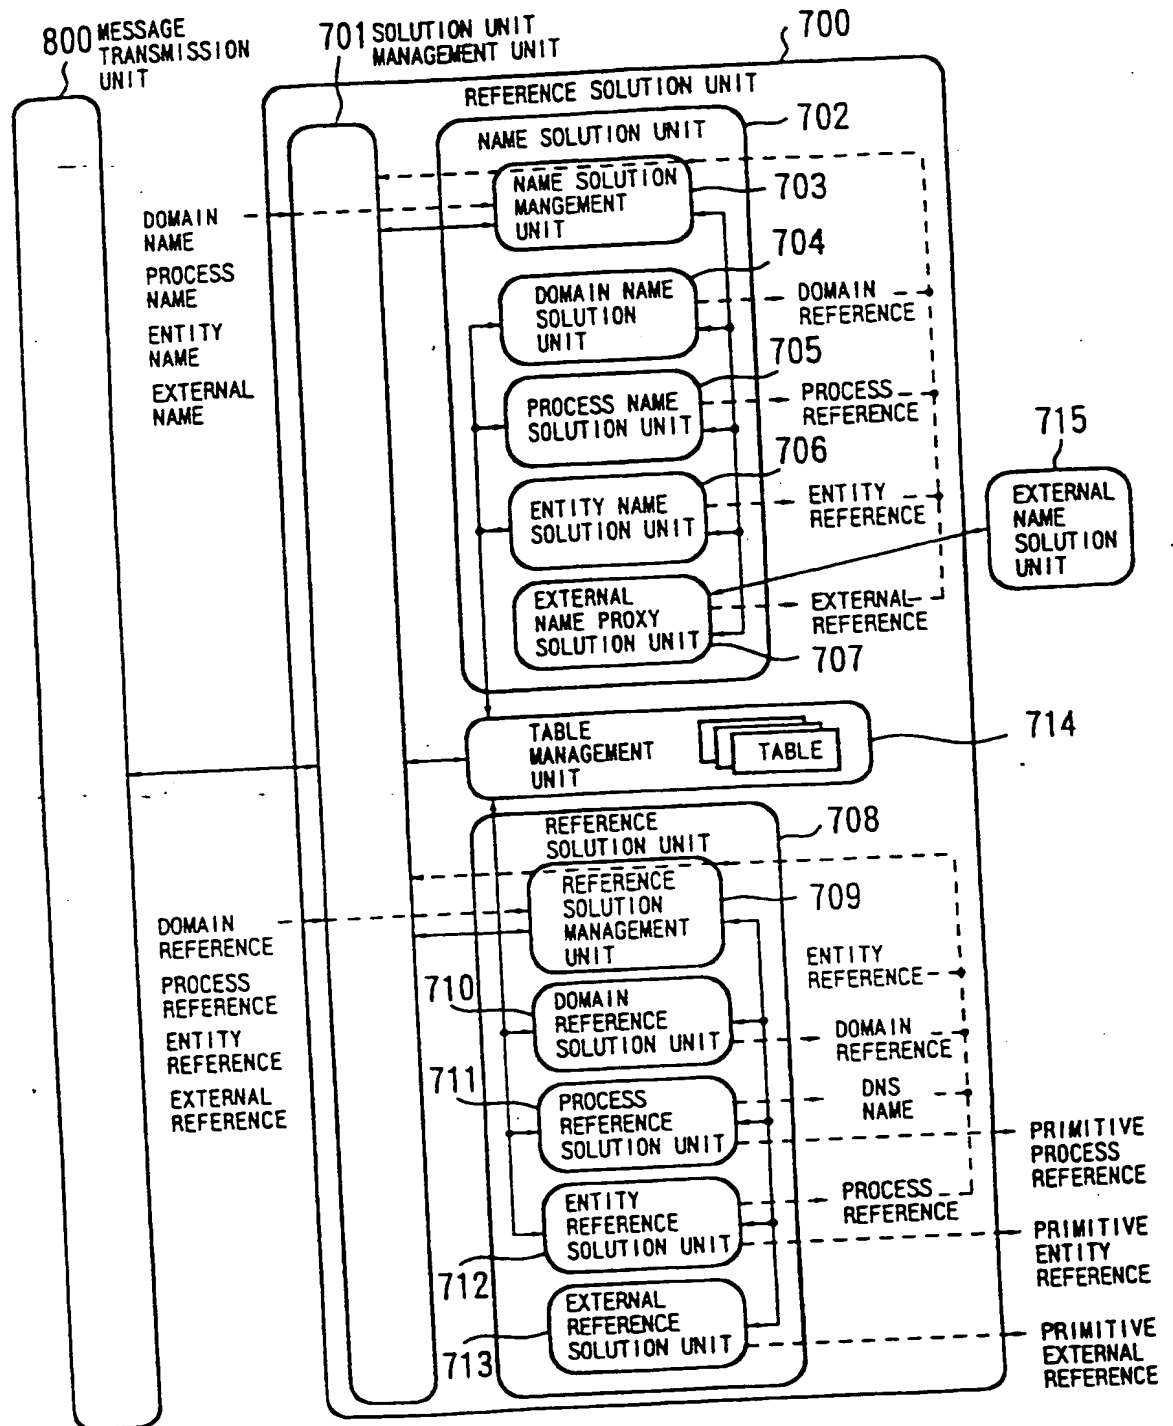 800 MESSAGE
TRANSMISSION
UNIT
701 SOLUTION UNIT
MANAGEMENT UNIT
700
REFERENCE SOLUTION UNIT
NAME SOLUTION UNIT
702
NAME SOLUTION
MANGEMENT
UNIT
703
DOMAIN
NAME
PROCESS
NAME
ENTITY
NAME
EXTERNAL
NAME
704
DOMAIN NAME
SOLUTION
UNIT
DOMAIN
REFERENCE
705
PROCESS NAME
SOLUTION UNIT
PROCESS
REFERENCE
706
ENTITY NAME
SOLUTION UNIT
ENTITY
REFERENCE
715
EXTERNAL
NAME
SOLUTION
UNIT
EXTERNAL
NAME PROXY
SOLUTION UNIT
EXTERNAL
REFERENCE
707
TABLE
MANAGEMENT
UNIT
TABLE
714
REFERENCE
SOLUTION UNIT
708
REFERENCE
SOLUTION
MANAGEMENT
UNIT
709
DOMAIN
REFERENCE
PROCESS
REFERENCE
ENTITY
REFERENCE
EXTERNAL
REFERENCE
ENTITY
REFERENCE
710
DOMAIN
REFERENCE
SOLUTION UNIT
DOMAIN
REFERENCE
711
PROCESS
REFERENCE
SOLUTION UNIT
DNS
NAME
PRIMITIVE
PROCESS
REFERENCE
ENTITY
REFERENCE
SOLUTION UNIT
712
PROCESS
REFERENCE
PRIMITIVE
ENTITY
REFERENCE
EXTERNAL
REFERENCE
SOLUTION UNIT
713
PRIMITIVE
EXTERNAL
REFERENCE